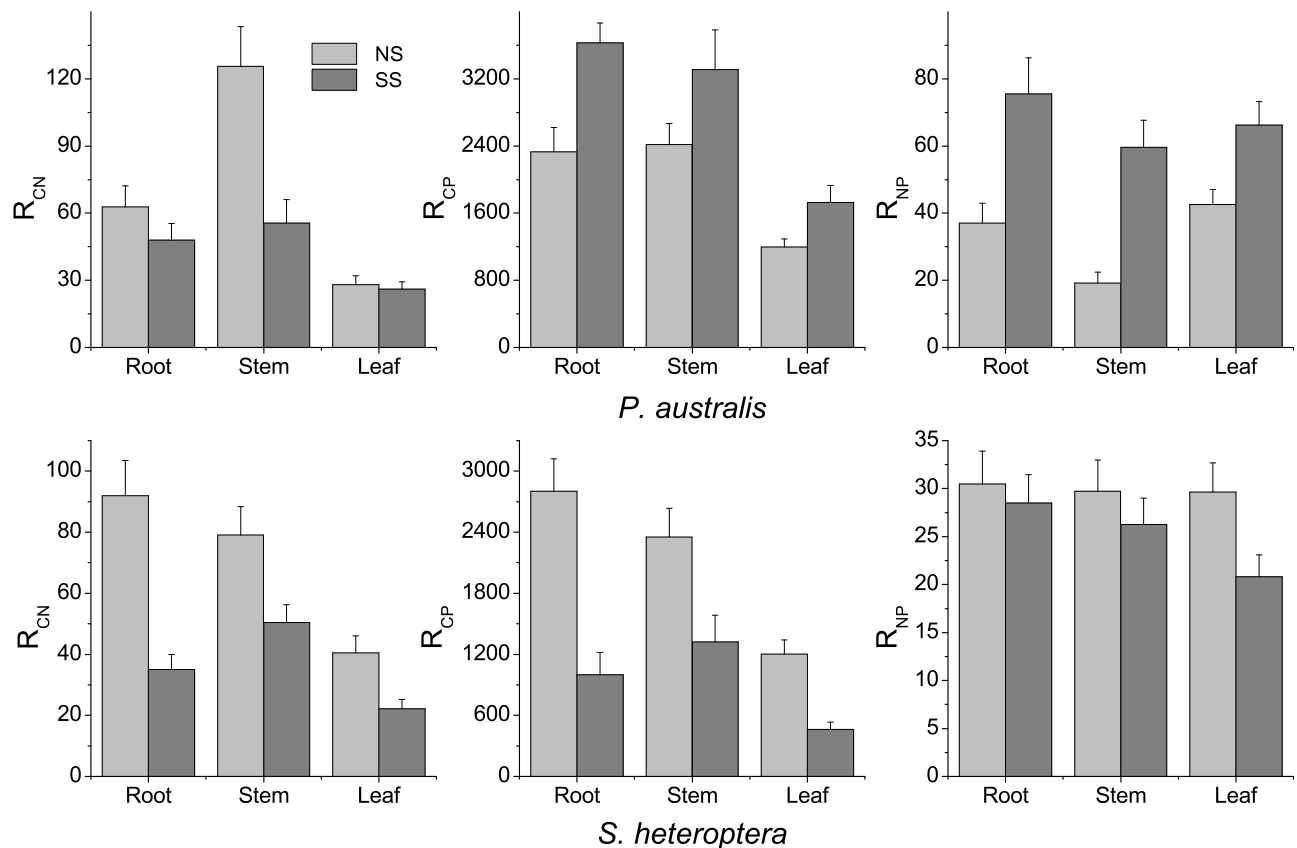 NS
SS
R_CN
120
90
60
30
0
Root Stem Leaf
R_CP
3200
2400
1600
800
0
Root Stem Leaf
R_NP
80
60
40
20
0
Root Stem Leaf
P. australis
R_CN
100
80
60
40
20
0
Root Stem Leaf
R_CP
3000
2400
1800
1200
600
0
Root Stem Leaf
R_NP
35
30
25
20
15
10
5
0
Root Stem Leaf
S. heteroptera